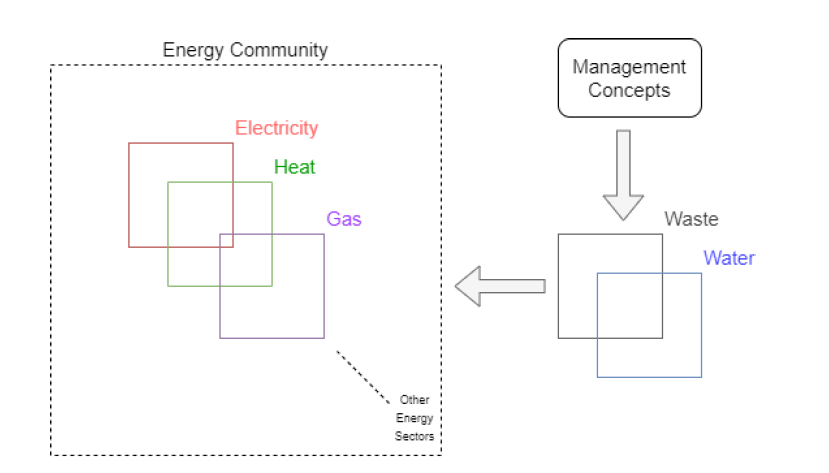 Energy Community
Management
Concepts
Electricity
Heat
Gas
Waste
Water
Other
Energy
Sectors